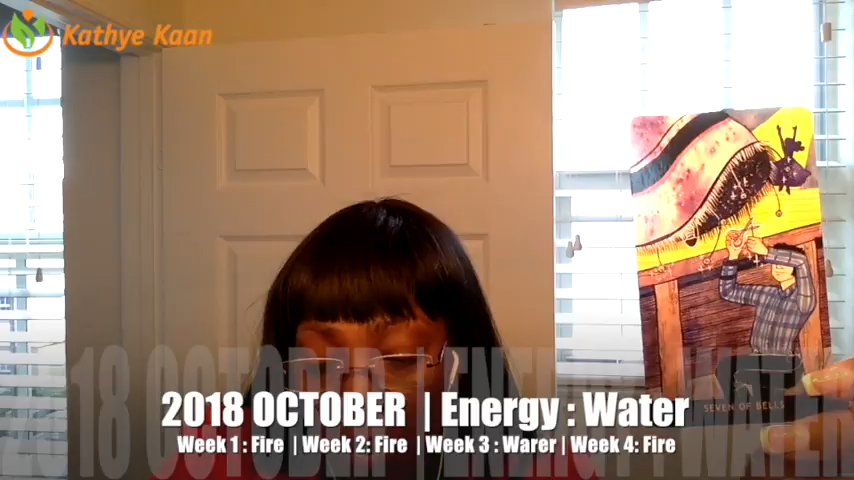 Kathye Kaan
2018 OCTOBER | Energy : Water
Week 1 : Fire | Week 2: Fire | Week 3 : Warer | Week 4: Fire
SEVEN OF BELLS